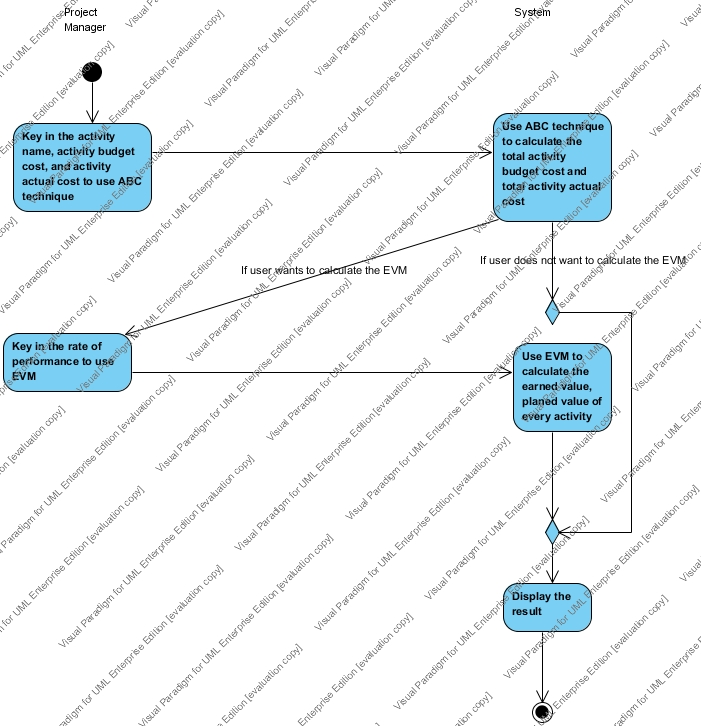 Project
Manager
System
Key in the activity
name, activity budget
cost, and activity
actual cost to use ABC
technique
Use ABC technique
to calculate the
total activity
budget cost and
total activity actual
cost
If user wants to calculate the EVM
If user does not want to calculate the EVM
Key in the rate of
performance to use
EVM
Use EVM to
calculate the
earned value,
planed value of
every activity
Display the
result
Visual Paradigm for UML Enterprise Edition [evaluation copy]